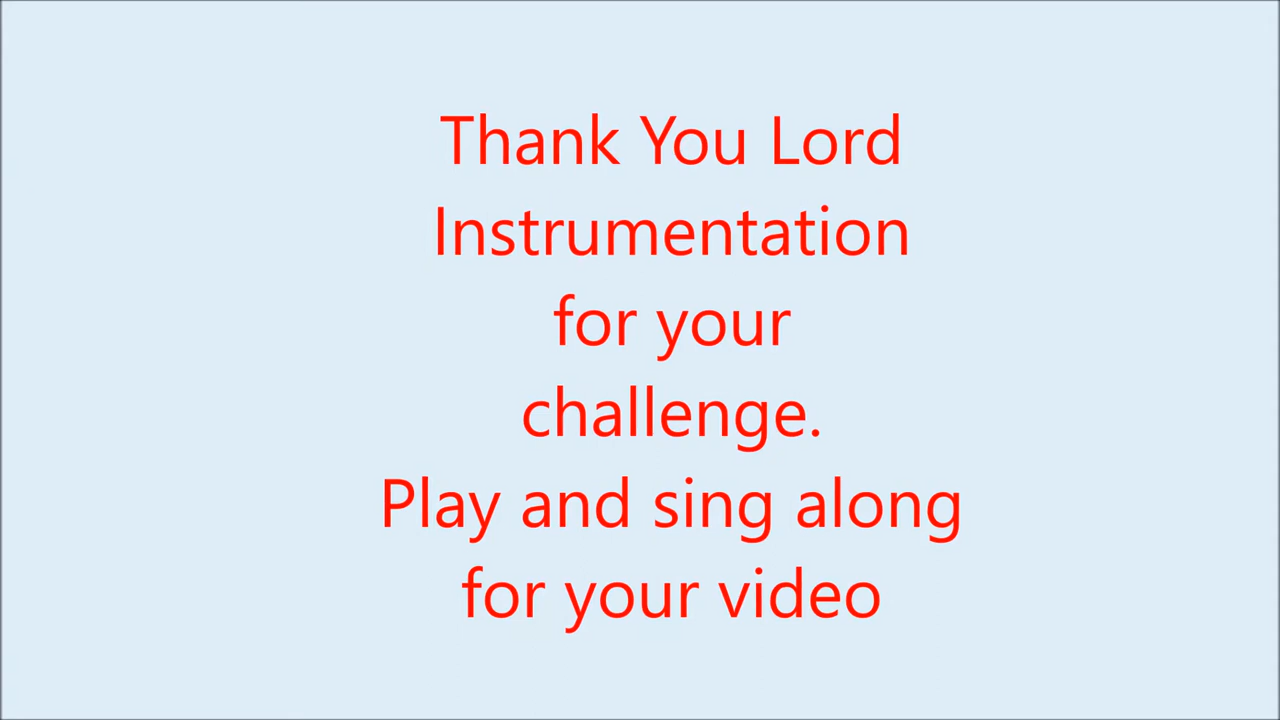 Thank You Lord
Instrumentation
for your
challenge.
Play and sing along
for your video